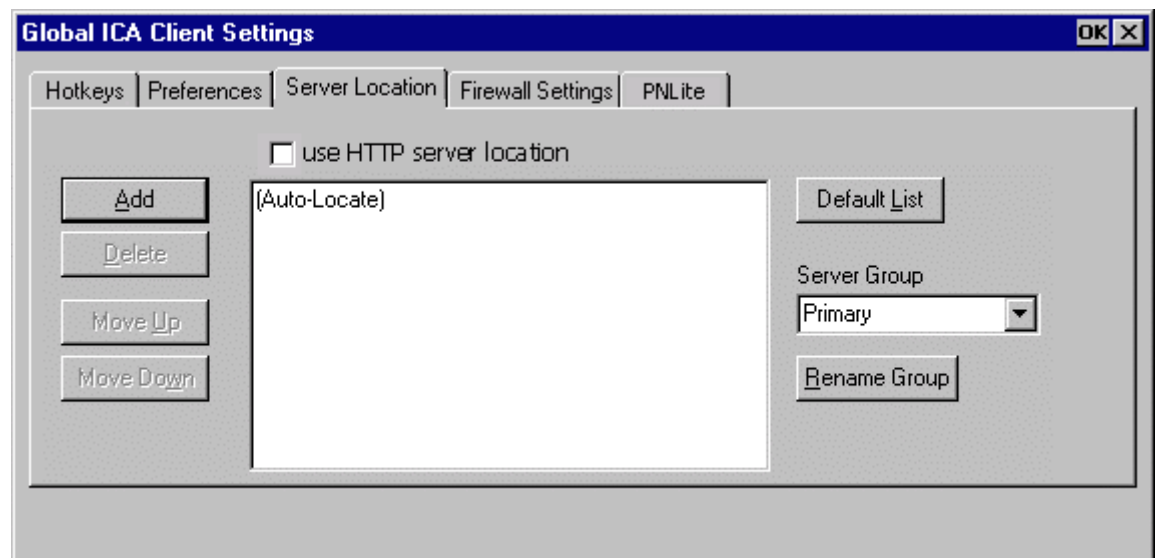 Global ICA Client Settings OK
Hotkeys Preferences Server Location Firewall Settings PNLite
use HTTP server location
Add
(Auto-Locate)
Default List
Delete
Server Group
Move Up
Primary
Move Down
Rename Group